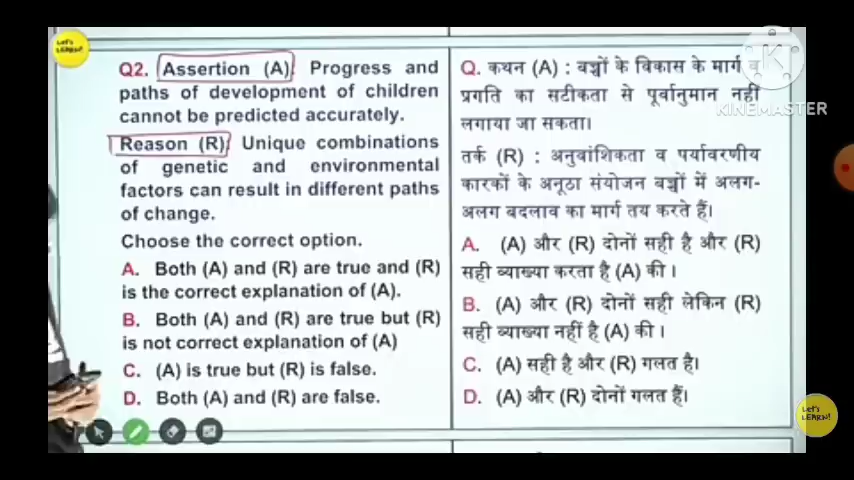 LET'S LEARN!
Q2. Assertion (A): Progress and
paths of development of children
cannot be predicted accurately.
Reason (R): Unique combinations
of genetic and environmental
factors can result in different paths
of change.
Choose the correct option.
A. Both (A) and (R) are true and (R)
is the correct explanation of (A).
B. Both (A) and (R) are true but (R)
is not correct explanation of (A)
C. (A) is true but (R) is false.
D. Both (A) and (R) are false.
Q. कथन (A) : बच्चों के विकास के मार्ग व
प्रगति का सटीकता से पूर्वानुमान नहीं
लगाया जा सकता।
तर्क (R) : अनुवांशिकता व पर्यावरणीय
कारकों के अनूठा संयोजन बच्चों में अलग-
अलग बदलाव का मार्ग तय करते हैं।
A. (A) और (R) दोनों सही है और (R)
सही व्याख्या करता है (A) की।
B. (A) और (R) दोनों सही लेकिन (R)
सही व्याख्या नहीं है (A) की।
C. (A) सही है और (R) गलत है।
D. (A) और (R) दोनों गलत हैं।
K
KINEMASTER
LET'S LEARN!